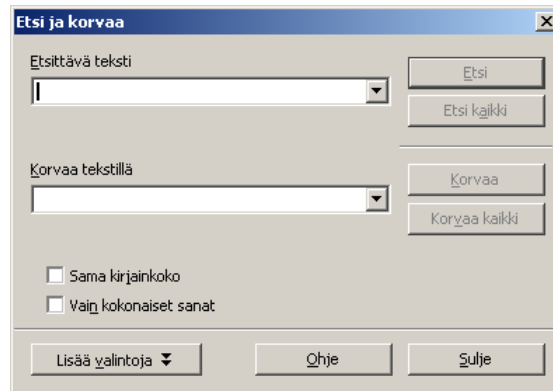 Etsi ja korvaa
Etsittävä teksti
Etsi
Etsi kaikki
Korvaa tekstillä
Korvaa
Korvaa kaikki
Sama kirjainkoko
Vain kokonaiset sanat
Lisää valintoja
Ohje
Sulje